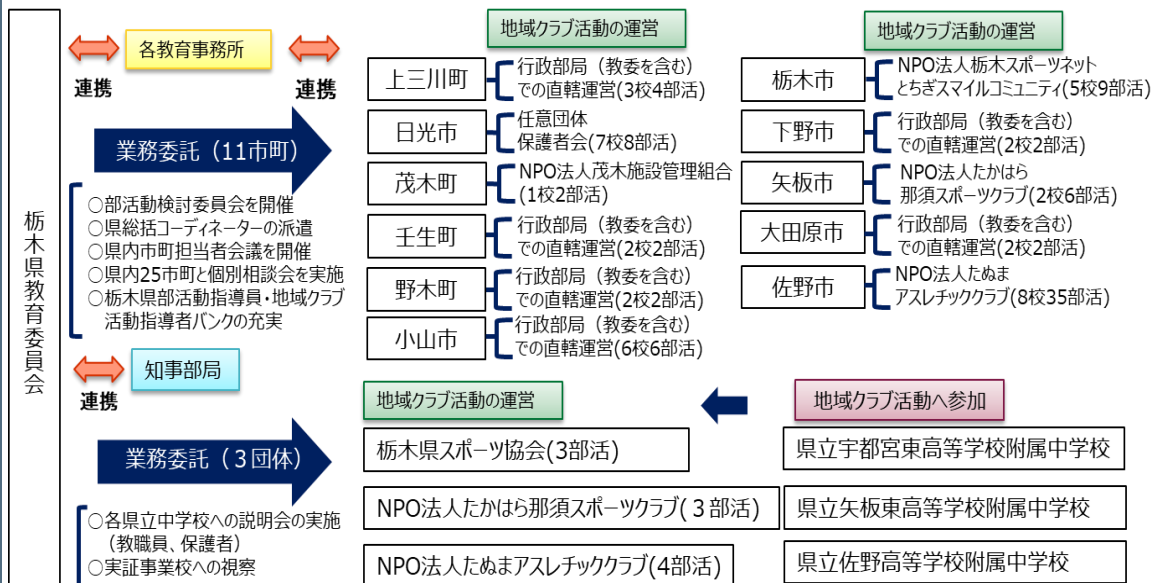 栃木県教育委員会
各教育事務所
連携
連携
業務委託（11市町）
○部活動検討委員会を開催
○県総括コーディネーターの派遣
○県内市町担当者会議を開催
○県内25市町と個別相談会を実施
○栃木県部活動指導員・地域クラブ
活動指導者バンクの充実
地域クラブ活動の運営
上三川町
行政部局（教委を含む）
での直轄運営(3校4部活)
日光市
任意団体
保護者会(7校8部活)
茂木町
NPO法人茂木施設管理組合
(1校2部活)
壬生町
行政部局（教委を含む）
での直轄運営(2校2部活)
野木町
行政部局（教委を含む）
での直轄運営(2校2部活)
小山市
行政部局（教委を含む）
での直轄運営(6校6部活)
地域クラブ活動の運営
栃木市
NPO法人栃木スポーツネット
とちぎスマイルコミュニティ(5校9部活)
下野市
行政部局（教委を含む）
での直轄運営(2校2部活)
矢板市
NPO法人たかはら
那須スポーツクラブ(2校6部活)
大田原市
行政部局（教委を含む）
での直轄運営(2校2部活)
佐野市
NPO法人たぬま
アスレチッククラブ(8校35部活)
知事部局
連携
業務委託（３団体）
○各県立中学校への説明会の実施
（教職員、保護者）
○実証事業校への視察
地域クラブ活動の運営
栃木県スポーツ協会(3部活)
NPO法人たかはら那須スポーツクラブ(３部活)
NPO法人たぬまアスレチッククラブ(4部活)
地域クラブ活動へ参加
県立宇都宮東高等学校附属中学校
県立矢板東高等学校附属中学校
県立佐野高等学校附属中学校